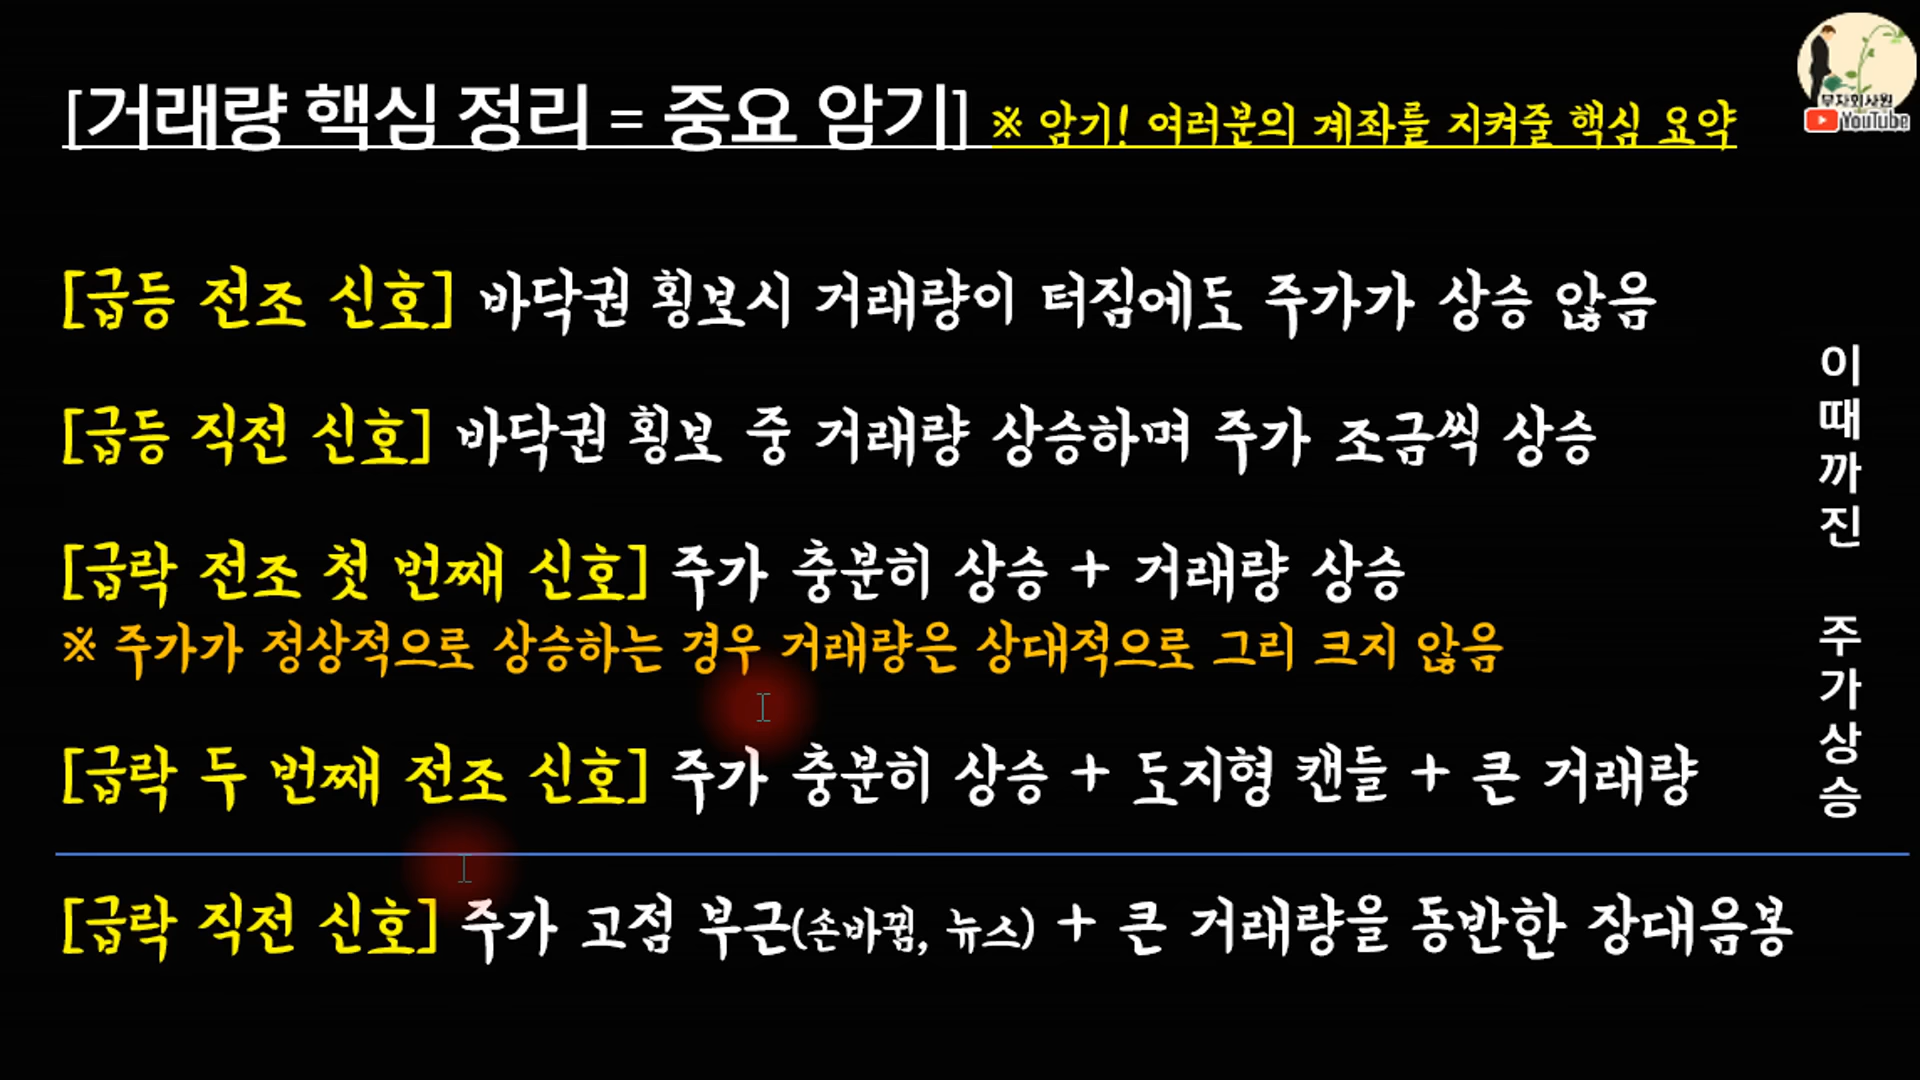 [거래량 핵심 정리 = 중요 암기] ※ 암기! 여러분의 계좌를 지켜줄 핵심 요약
부자회사원
YouTube
[급등 전조 신호] 바닥권 횡보시 거래량이 터짐에도 주가가 상승 않음
[급등 직전 신호] 바닥권 횡보 중 거래량 상승하며 주가 조금씩 상승
[급락 전조 첫 번째 신호] 주가 충분히 상승 + 거래량 상승
※ 주가가 정상적으로 상승하는 경우 거래량은 상대적으로 그리 크지 않음
[급락 두 번째 전조 신호] 주가 충분히 상승 + 도지형 캔들 + 큰 거래량
이때까진 주가상승
[급락 직전 신호] 주가 고점 부근(손바뀜, 뉴스) + 큰 거래량을 동반한 장대음봉